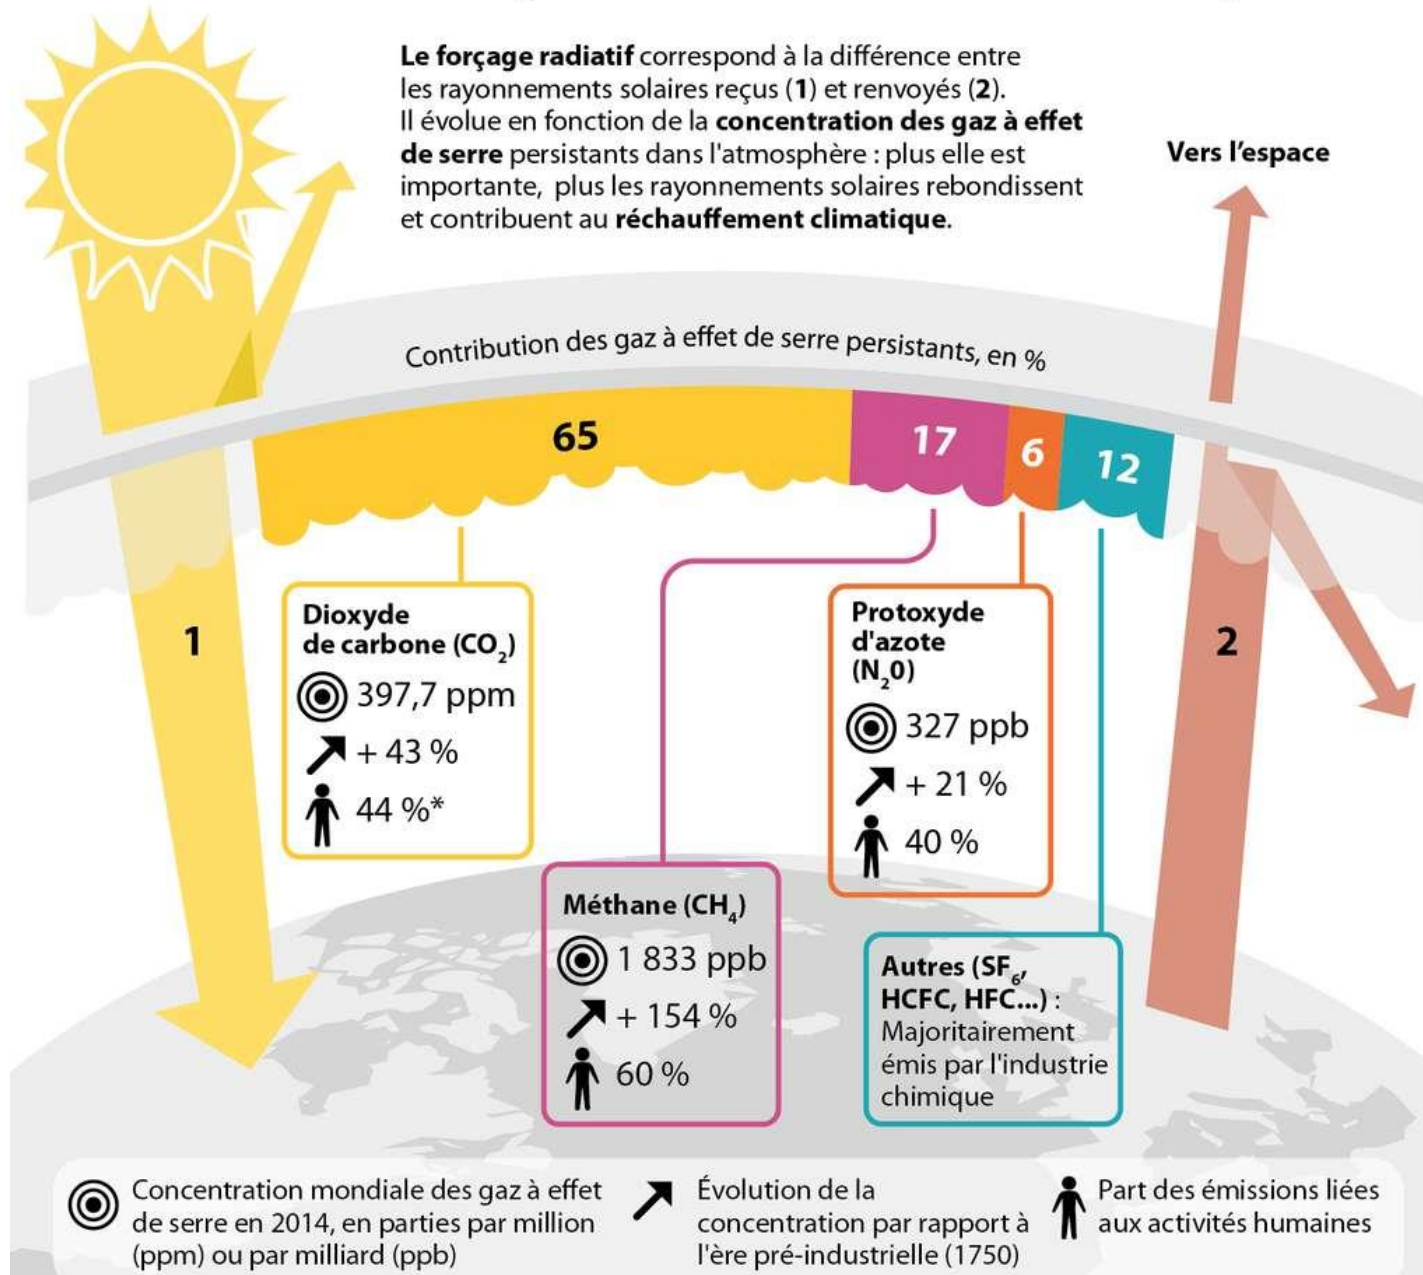 Le forçage radiatif correspond à la différence entre
les rayonnements solaires reçus (1) et renvoyés (2).
Il évolue en fonction de la concentration des gaz à effet
de serre persistants dans l'atmosphère : plus elle est
importante, plus les rayonnements solaires rebondissent
et contribuent au réchauffement climatique.
Vers l'espace
Contribution des gaz à effet de serre persistants, en %
65
17
6
12
1
Dioxyde
de carbone (CO₂)
397,7 ppm
+ 43 %
44 %*
Méthane (CH₄)
1 833 ppb
+ 154 %
60 %
Protoxyde
d'azote
(N₂0)
327 ppb
+ 21 %
40 %
Autres (SF₆,
HCFC, HFC...) :
Majoritairement
émis par l'industrie
chimique
2
Concentration mondiale des gaz à effet
de serre en 2014, en parties par million
(ppm) ou par milliard (ppb)
Évolution de la
concentration par rapport à
l'ère pré-industrielle (1750)
Part des émissions liées
aux activités humaines